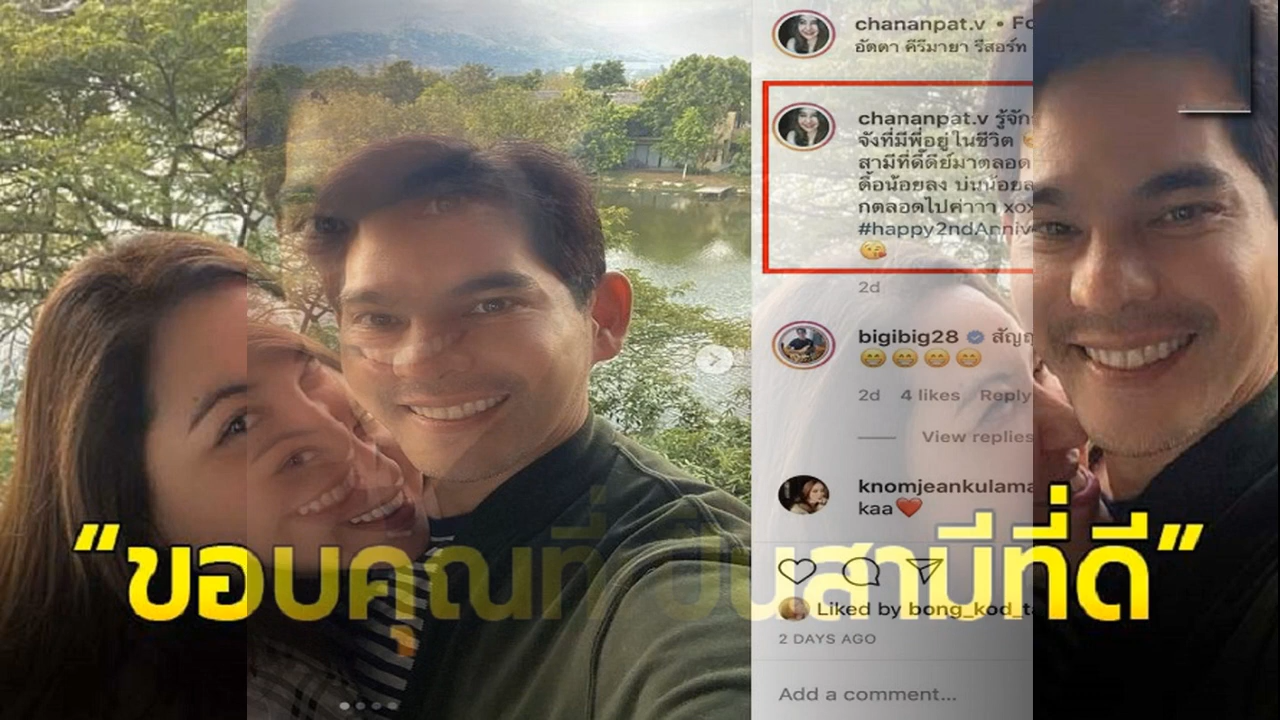 chananpat.v • Fo
อัตตา คีรีมายา รีสอร์ท
chananpat.v รู้จัก
จังที่มีพี่อยู่ในชีวิต
สามีที่ดี๊ดีย์มาตลอด
ดื้อน้อยลง บ่นน้อยล
กตลอดไปค่าาา xox
#happy2ndAnniv
2d
bigibig28 สัญญ
2d 4 likes Reply
View replies
knomjeankulama
kaa
“ขอบคุณที่เป็นสามีที่ดี”
Liked by bong_kod_ta
2 DAYS AGO
Add a comment...